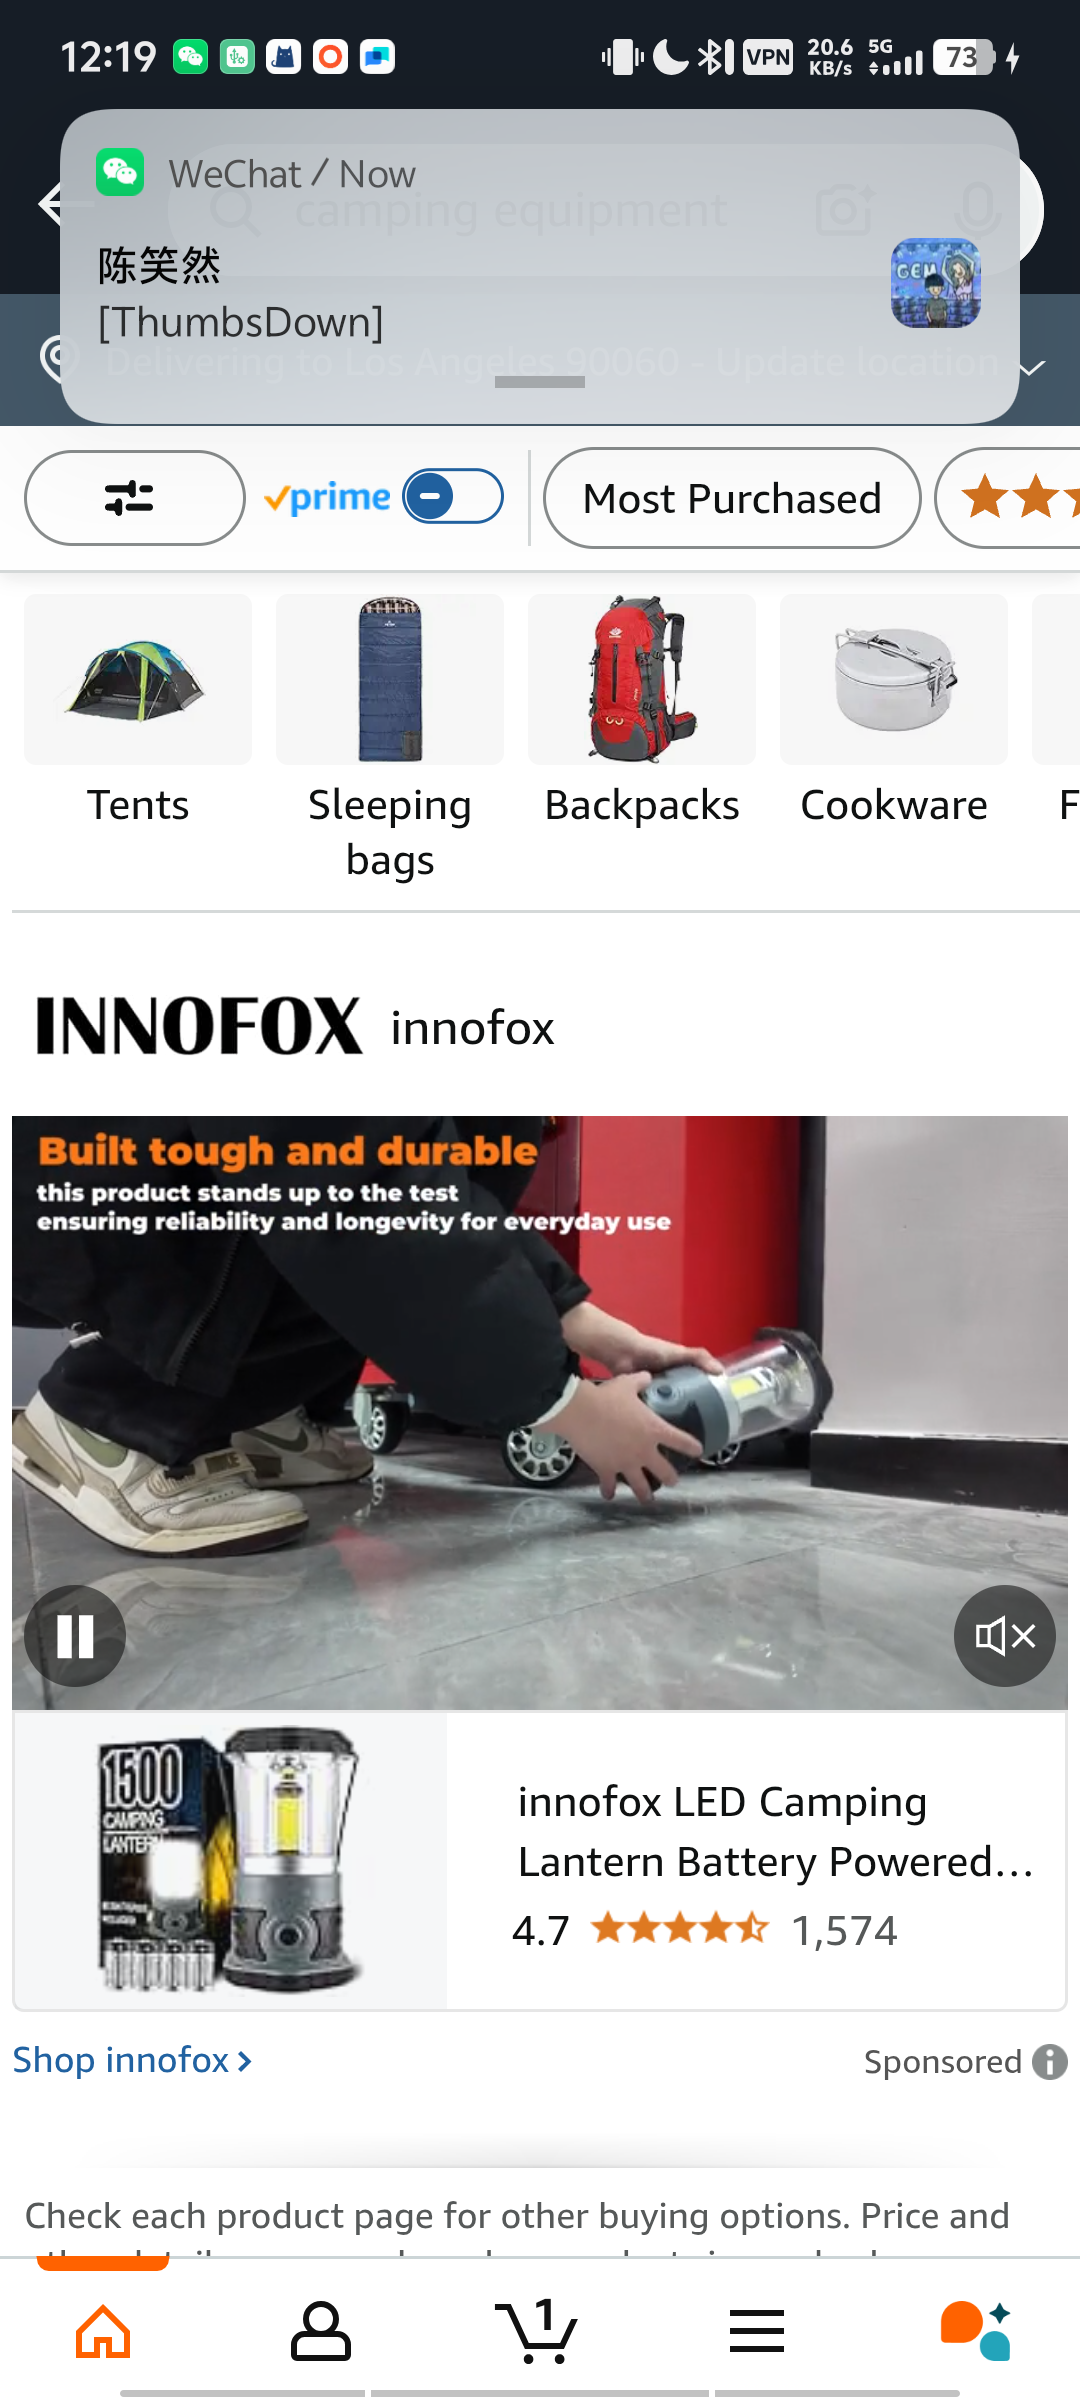 12:19
VPN
20.6
KB/s
5G
73
WeChat / Now
camping equipment
陈笑然
[ThumbsDown]
GEM
Delivering to Los Angeles 90060 - Update location
prime
Most Purchased
Tents
Sleeping
bags
Backpacks
Cookware
F
INNOFOX innofox
Built tough and durable
this product stands up to the test
ensuring reliability and longevity for everyday use
1500
CAMPING
LANTERN
innofox LED Camping
Lantern Battery Powered...
4.7
1,574
Shop innofox
Sponsored
Check each product page for other buying options. Price and
1